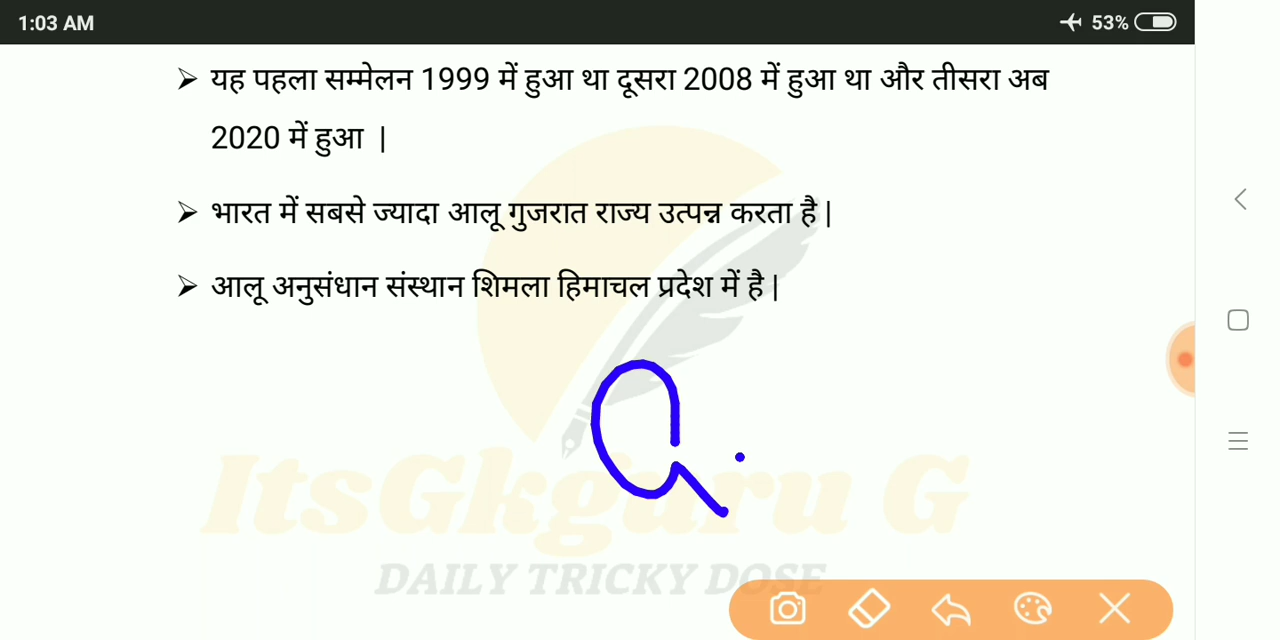 1:03 AM 53%
➤ यह पहला सम्मेलन 1999 में हुआ था दूसरा 2008 में हुआ था और तीसरा अब
2020 में हुआ |
➤ भारत में सबसे ज्यादा आलू गुजरात राज्य उत्पन्न करता है|
➤ आलू अनुसंधान संस्थान शिमला हिमाचल प्रदेश में है|
Q.
ItsGkguru G
DAILY TRICKY DOSE